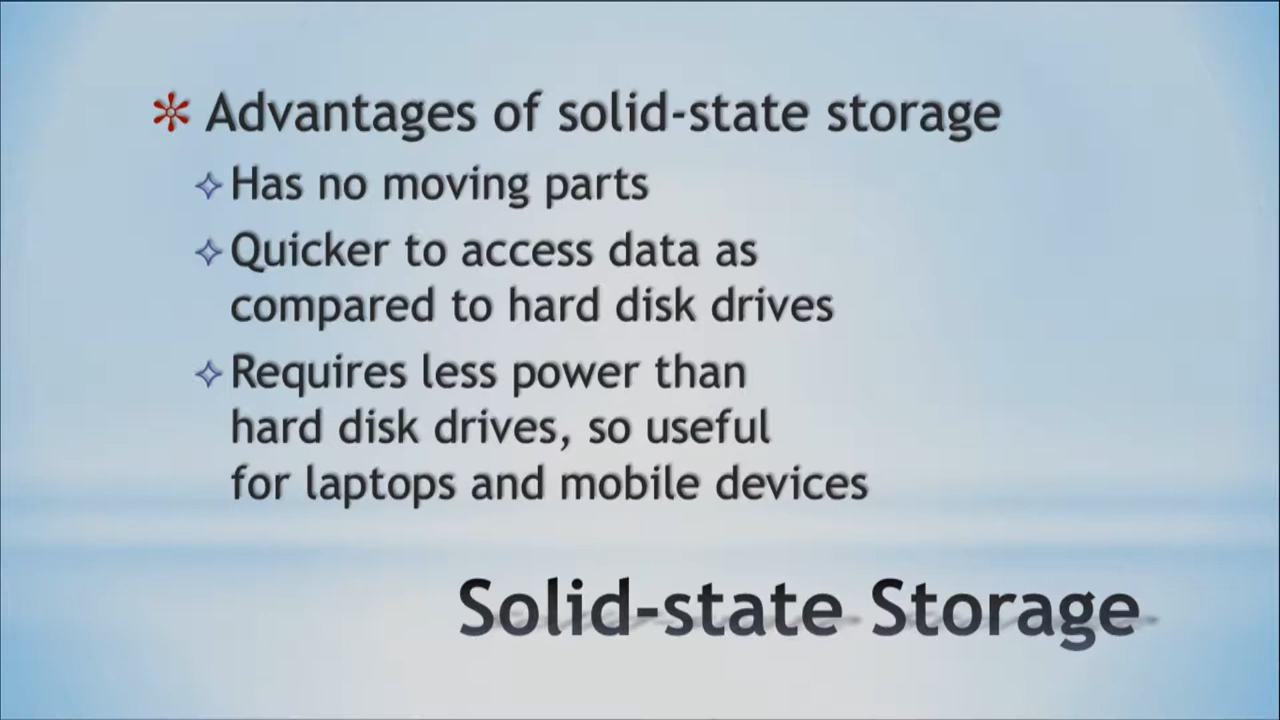 Advantages of solid-state storage
Has no moving parts
Quicker to access data as
compared to hard disk drives
Requires less power than
hard disk drives, so useful
for laptops and mobile devices
Solid-state Storage